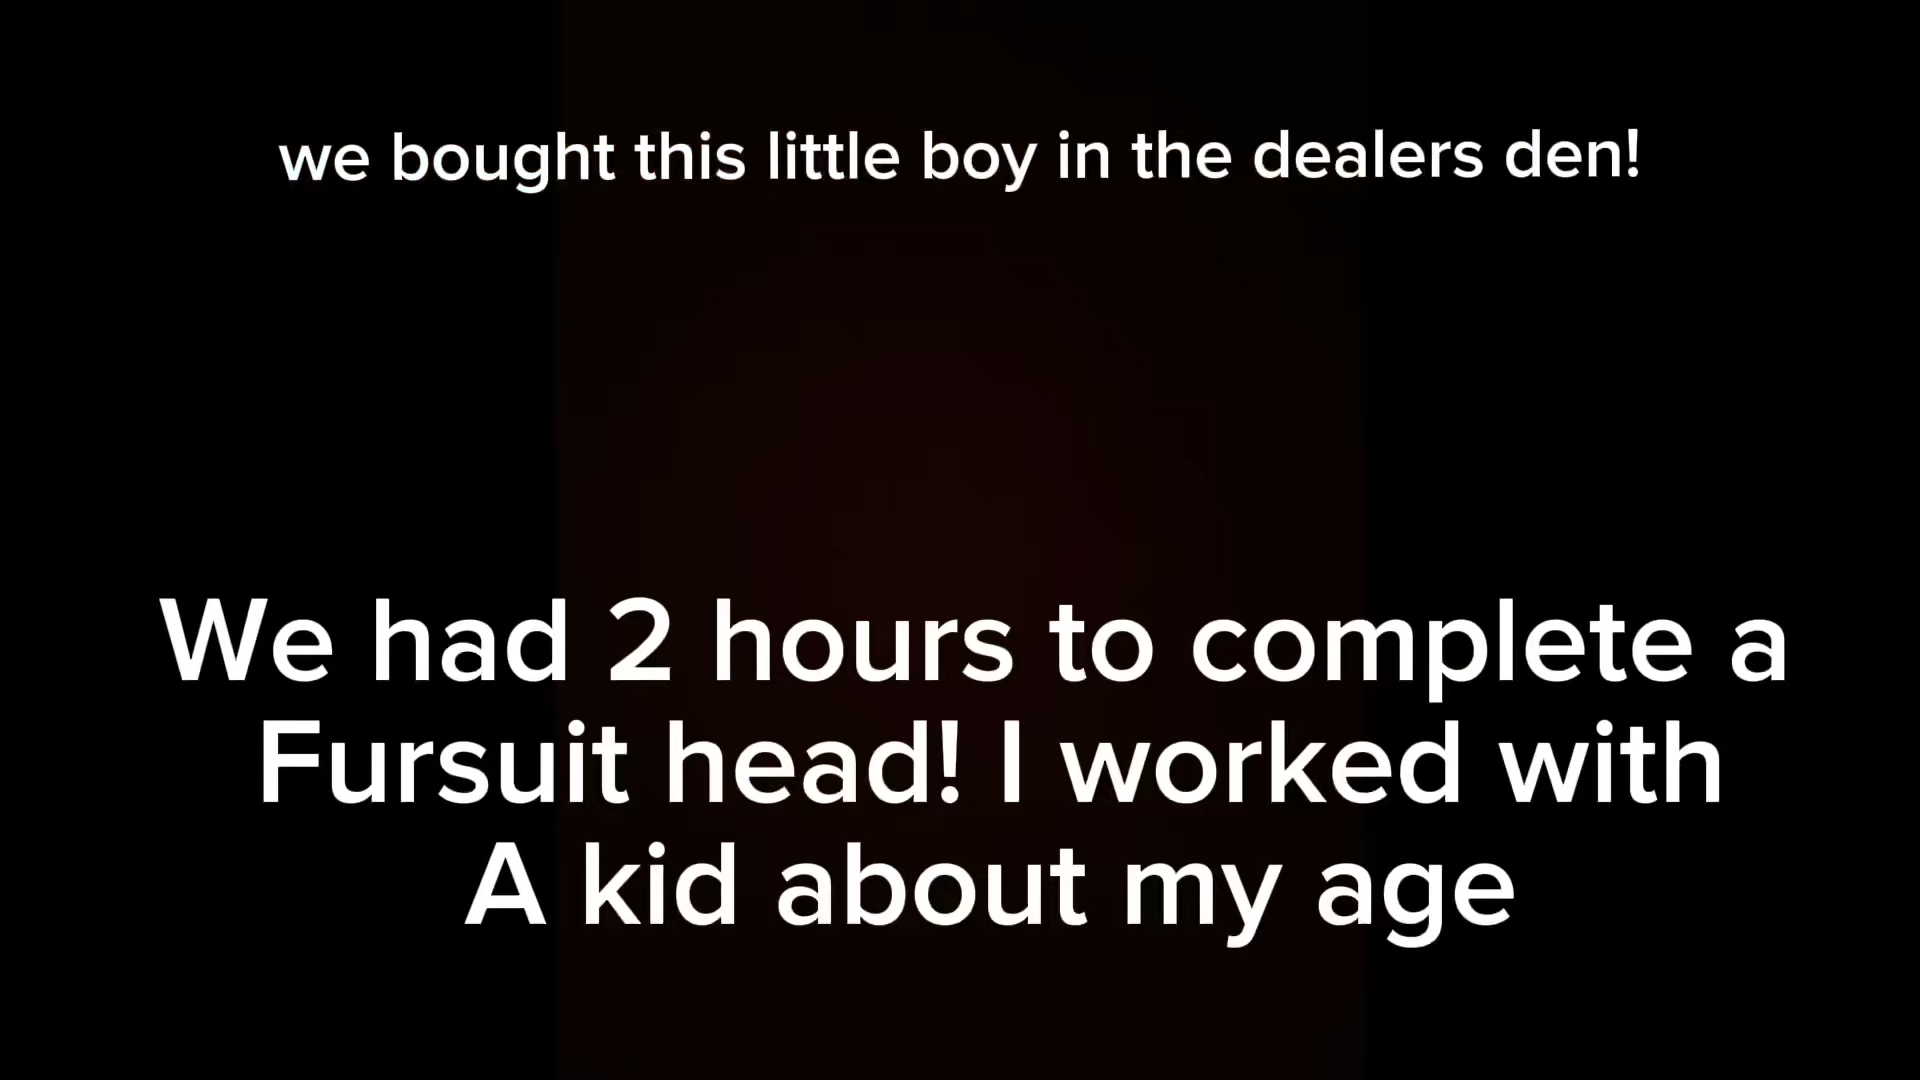 we bought this little boy in the dealers den!
We had 2 hours to complete a
Fursuit head! I worked with
A kid about my age